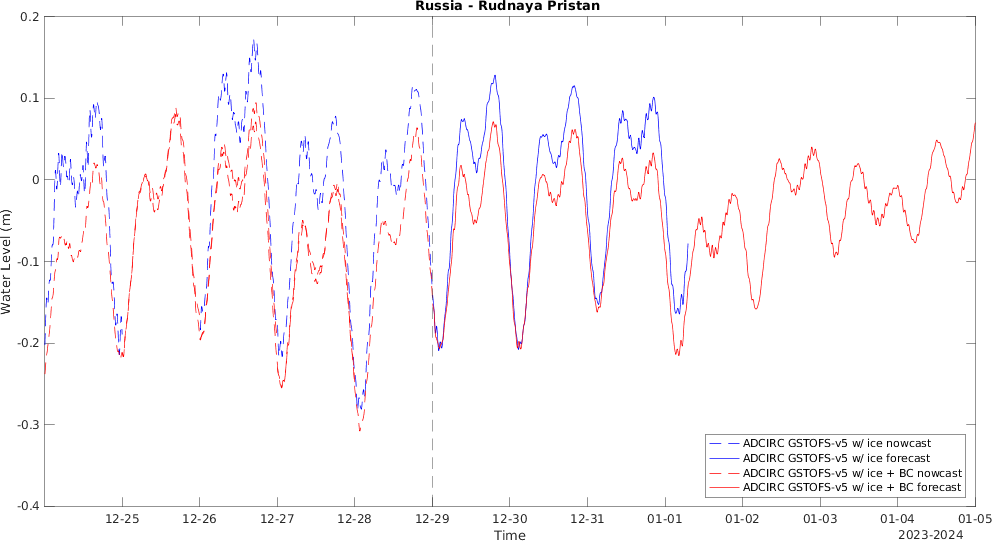 Russia - Rudnaya Pristan
Water Level (m)
0.2
0.1
0
-0.1
-0.2
-0.3
-0.4
12-25 12-26 12-27 12-28 12-29 12-30 12-31 01-01 01-02 01-03 01-04 01-05
Time
2023-2024
ADCIRC GSTOFS-v5 w/ ice nowcast
ADCIRC GSTOFS-v5 w/ ice forecast
ADCIRC GSTOFS-v5 w/ ice + BC nowcast
ADCIRC GSTOFS-v5 w/ ice + BC forecast